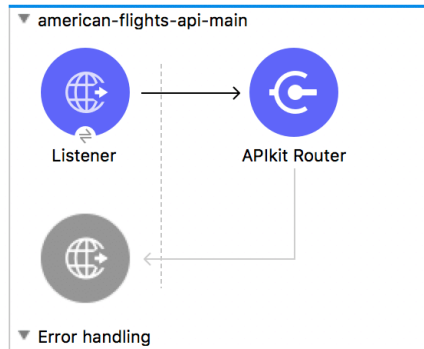 american-flights-api-main
Listener
APIkit Router
Error handling